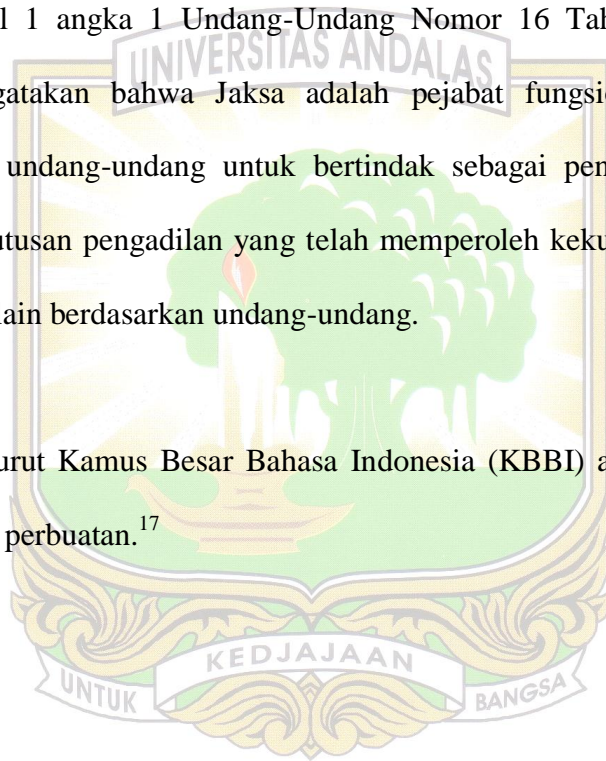 l 1 angka 1 Undang-Undang Nomor 16 Tah
UNIVERSITAS ANDALAS
gatakan bahwa Jaksa adalah pejabat fungsio
undang-undang untuk bertindak sebagai pen
utusan pengadilan yang telah memperoleh keku
lain berdasarkan undang-undang.
urut Kamus Besar Bahasa Indonesia (KBBI) a
perbuatan.17
UNTUK KEDJAJAAN BANGSA